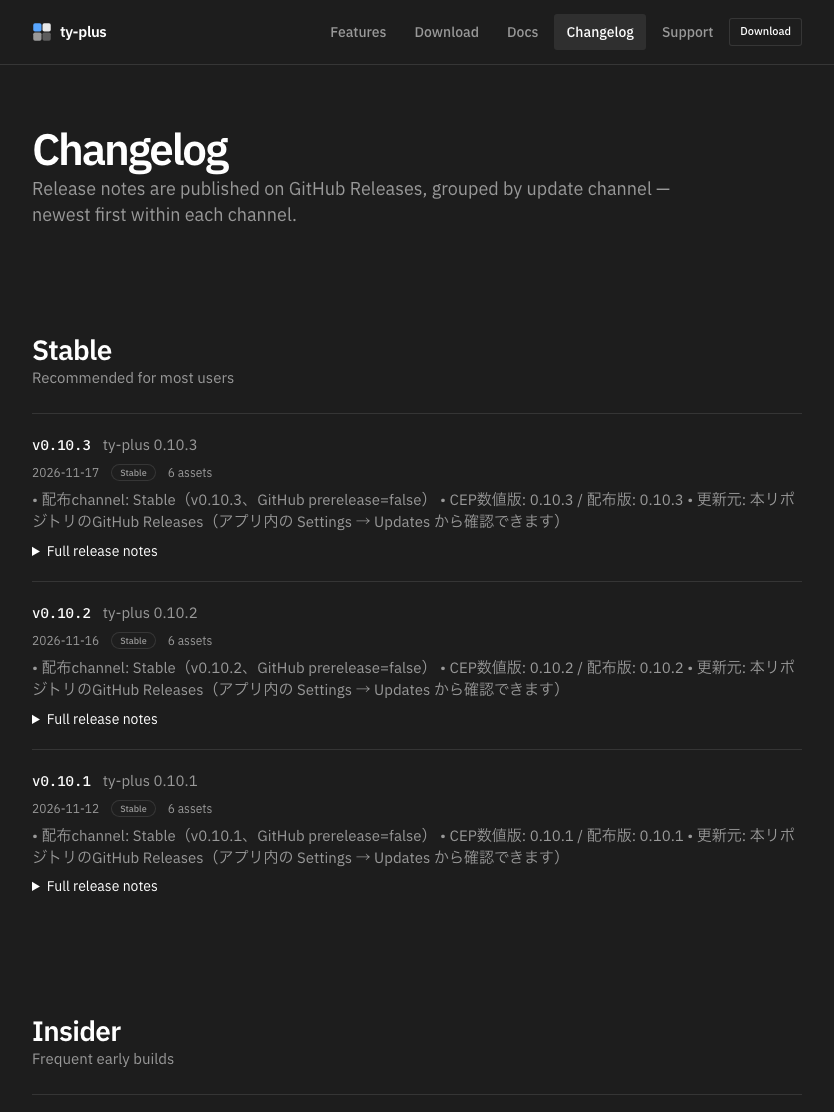 ty-plus
Features Download Docs Changelog Support Download
Changelog
Release notes are published on GitHub Releases, grouped by update channel —
newest first within each channel.
Stable
Recommended for most users
v0.10.3 ty-plus 0.10.3
2026-11-17 Stable 6 assets
• 配布channel: Stable（v0.10.3、GitHub prerelease=false） • CEP数値版: 0.10.3 / 配布版: 0.10.3 • 更新元: 本リポ
ジトリのGitHub Releases（アプリ内の Settings → Updates から確認できます）
▶ Full release notes
v0.10.2 ty-plus 0.10.2
2026-11-16 Stable 6 assets
• 配布channel: Stable（v0.10.2、GitHub prerelease=false） • CEP数値版: 0.10.2 / 配布版: 0.10.2 • 更新元: 本リポ
ジトリのGitHub Releases（アプリ内の Settings → Updates から確認できます）
▶ Full release notes
v0.10.1 ty-plus 0.10.1
2026-11-12 Stable 6 assets
• 配布channel: Stable（v0.10.1、GitHub prerelease=false） • CEP数値版: 0.10.1 / 配布版: 0.10.1 • 更新元: 本リポ
ジトリのGitHub Releases（アプリ内の Settings → Updates から確認できます）
▶ Full release notes
Insider
Frequent early builds